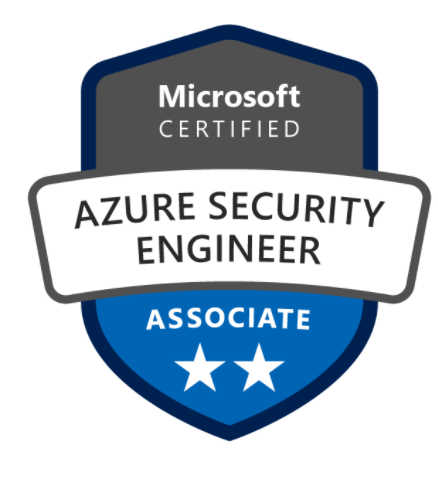 Microsoft
CERTIFIED
AZURE SECURITY
ENGINEER
ASSOCIATE